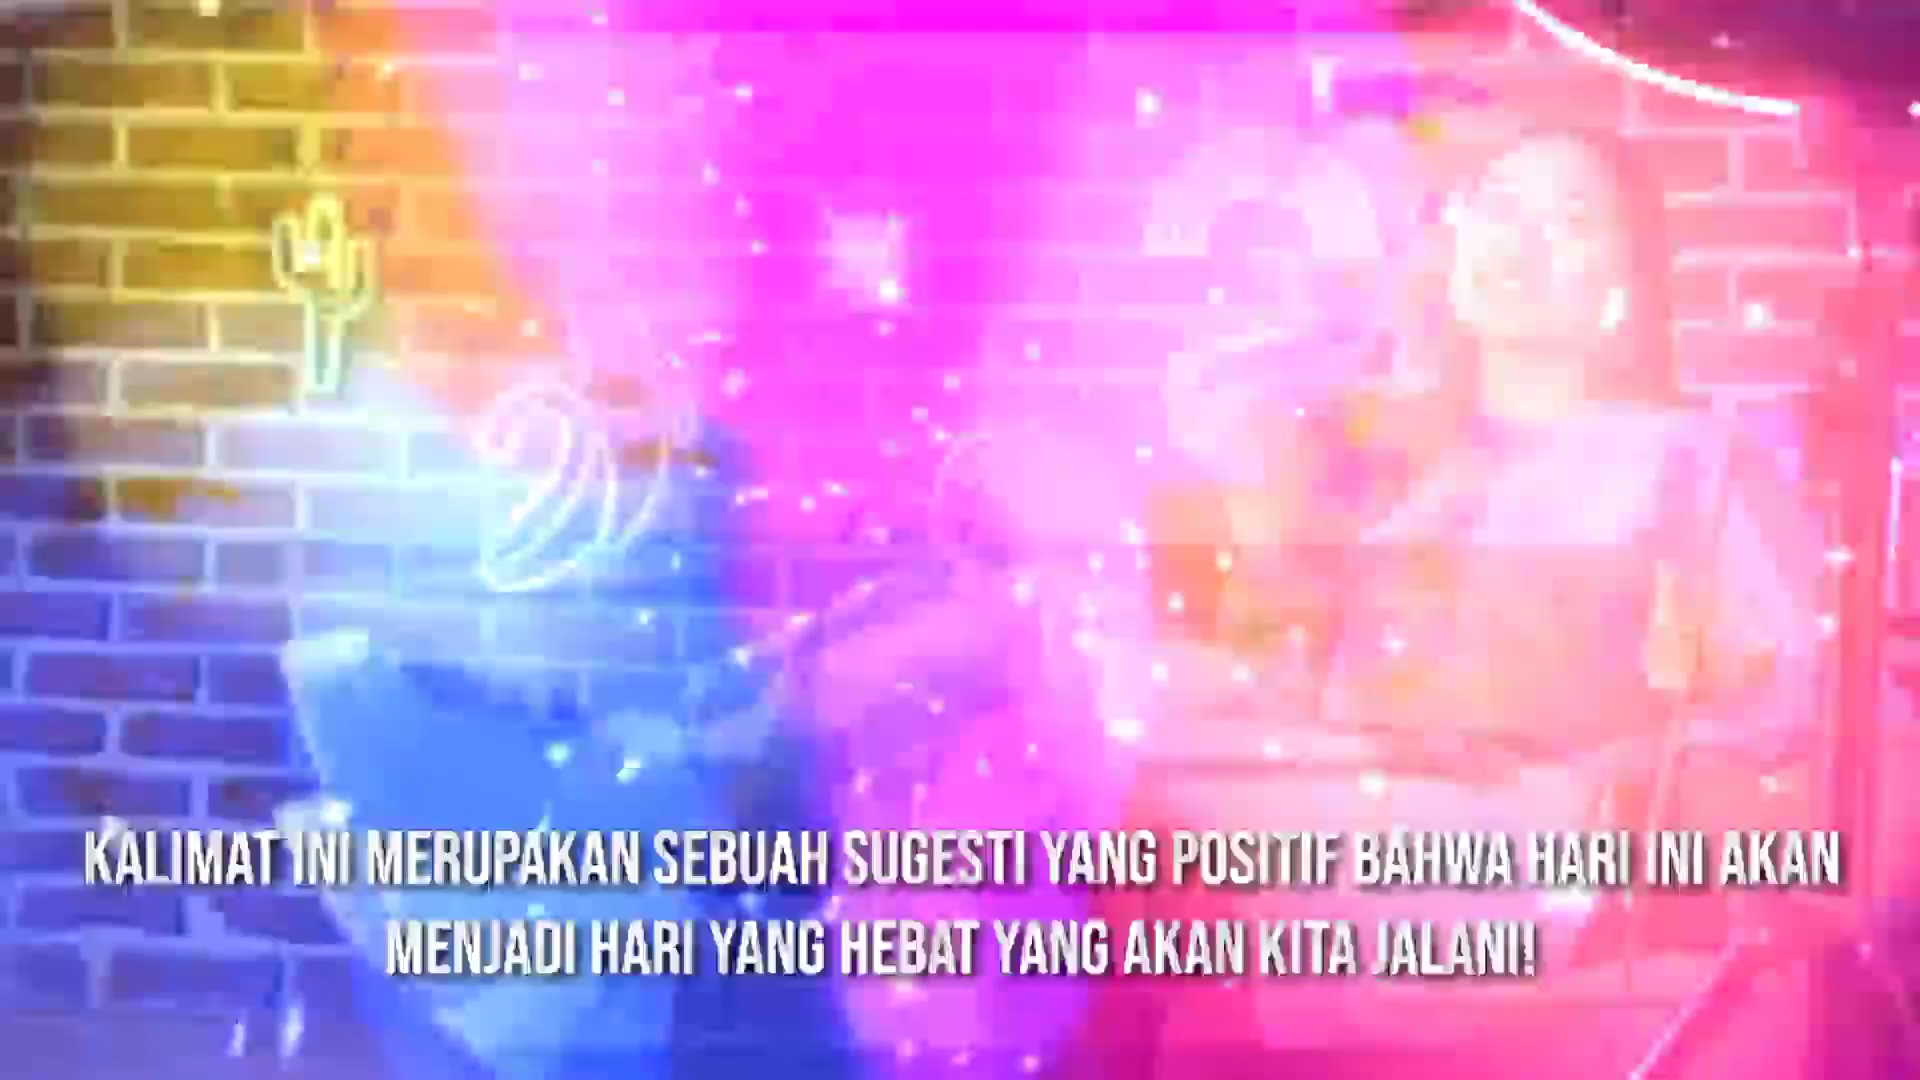 KALIMAT INI MERUPAKAN SEBUAH SUGESTI YANG POSITIF BAHWA HARI INI AKAN
MENJADI HARI YANG HEBAT YANG AKAN KITA JALANI!